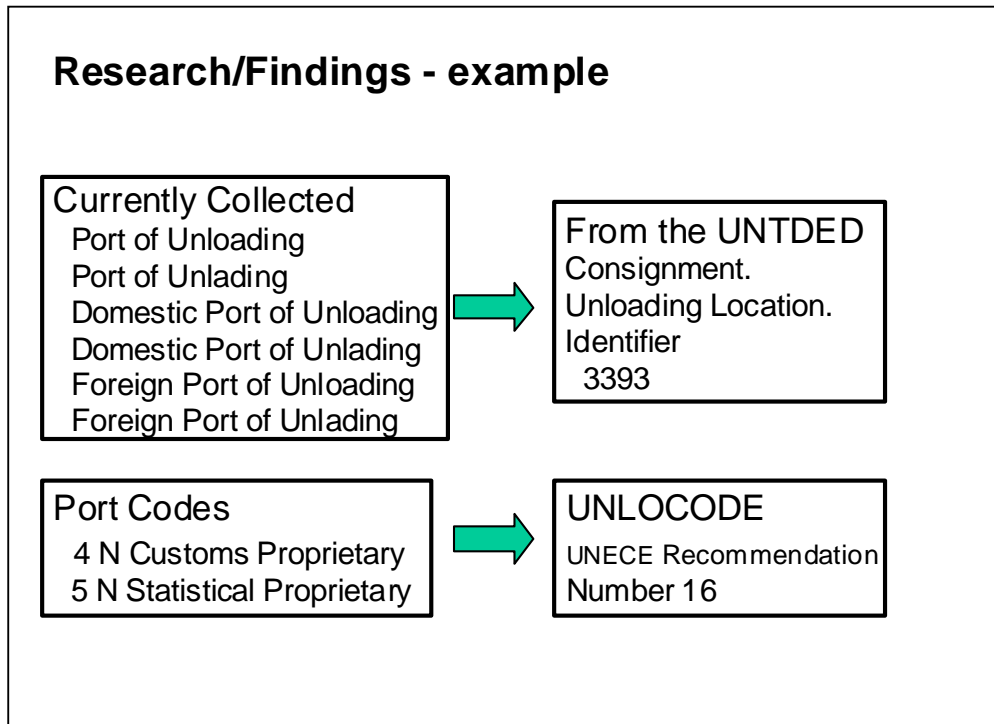 Research/Findings - example
Currently Collected
Port of Unloading
Port of Unlading
Domestic Port of Unloading
Domestic Port of Unlading
Foreign Port of Unloading
Foreign Port of Unlading
From the UNTDED
Consignment.
Unloading Location.
Identifier
3393
Port Codes
4 N Customs Proprietary
5 N Statistical Proprietary
UNLOCODE
UNECE Recommendation
Number 16